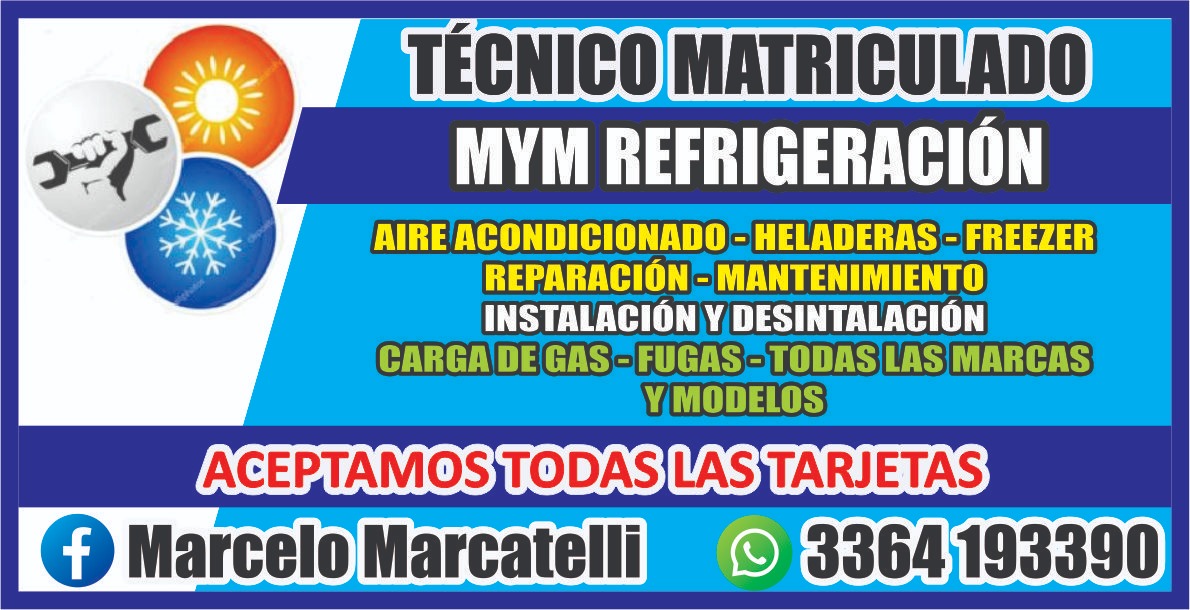 TÉCNICO MATRICULADO
MYM REFRIGERACIÓN
AIRE ACONDICIONADO - HELADERAS - FREEZER
REPARACIÓN - MANTENIMIENTO
INSTALACIÓN Y DESINTALACIÓN
CARGA DE GAS - FUGAS - TODAS LAS MARCAS
Y MODELOS
ACEPTAMOS TODAS LAS TARJETAS
Marcelo Marcatelli
3364 193390